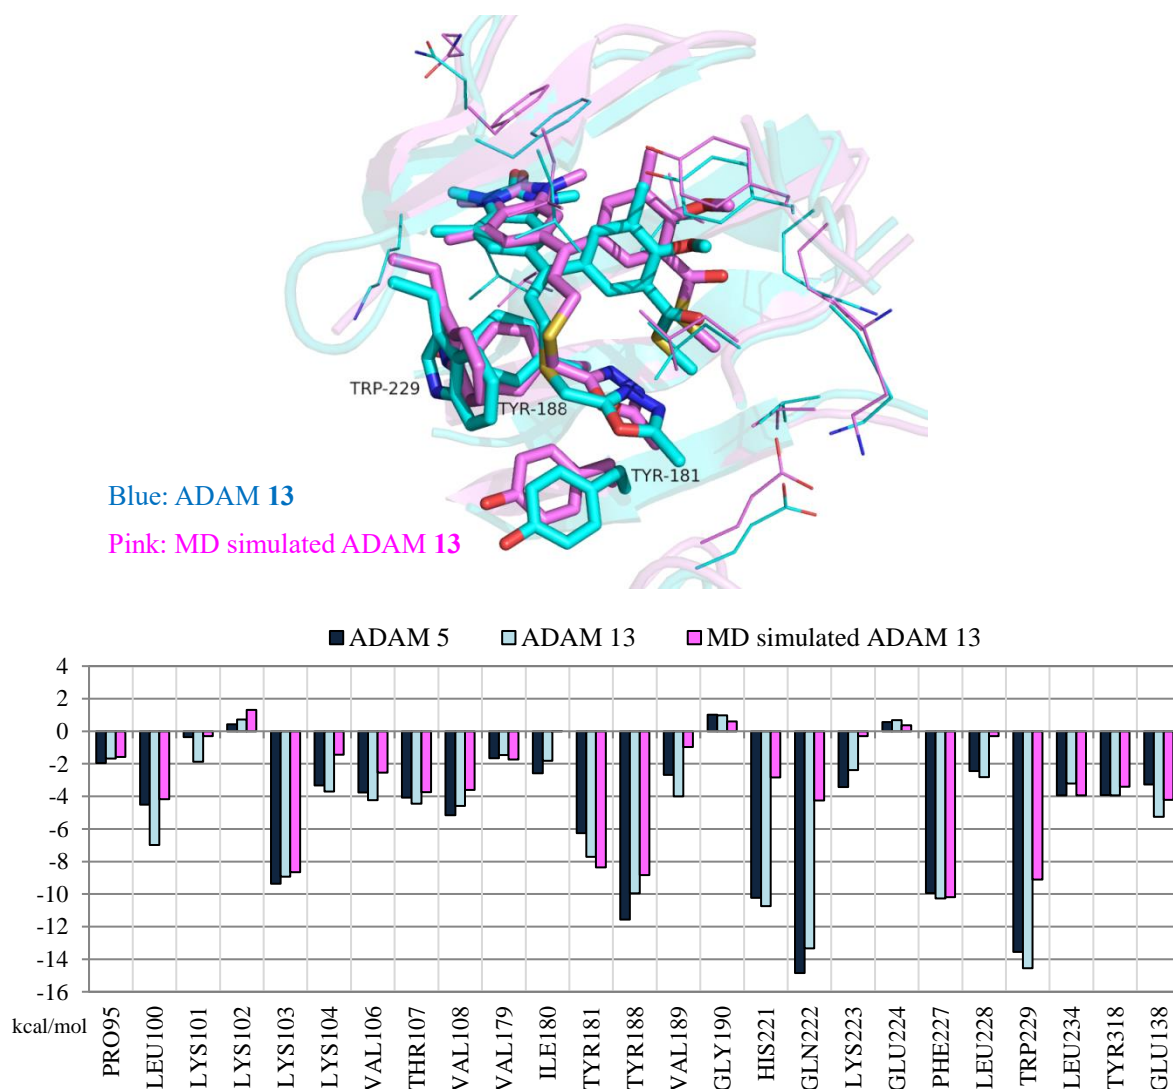 TRP-229
TYR-188
TYR-181
Blue: ADAM 13
Pink: MD simulated ADAM 13
ADAM 5 ADAM 13 MD simulated ADAM 13
4
2
0
-2
-4
-6
-8
-10
-12
-14
-16
kcal/mol
PRO95
LEU100
LYS101
LYS102
LYS103
LYS104
VAL106
THR107
VAL108
VAL179
ILE180
TYR181
TYR188
VAL189
GLY190
HIS221
GLN222
LYS223
GLU224
PHE227
LEU228
TRP229
LEU234
TYR318
GLU138